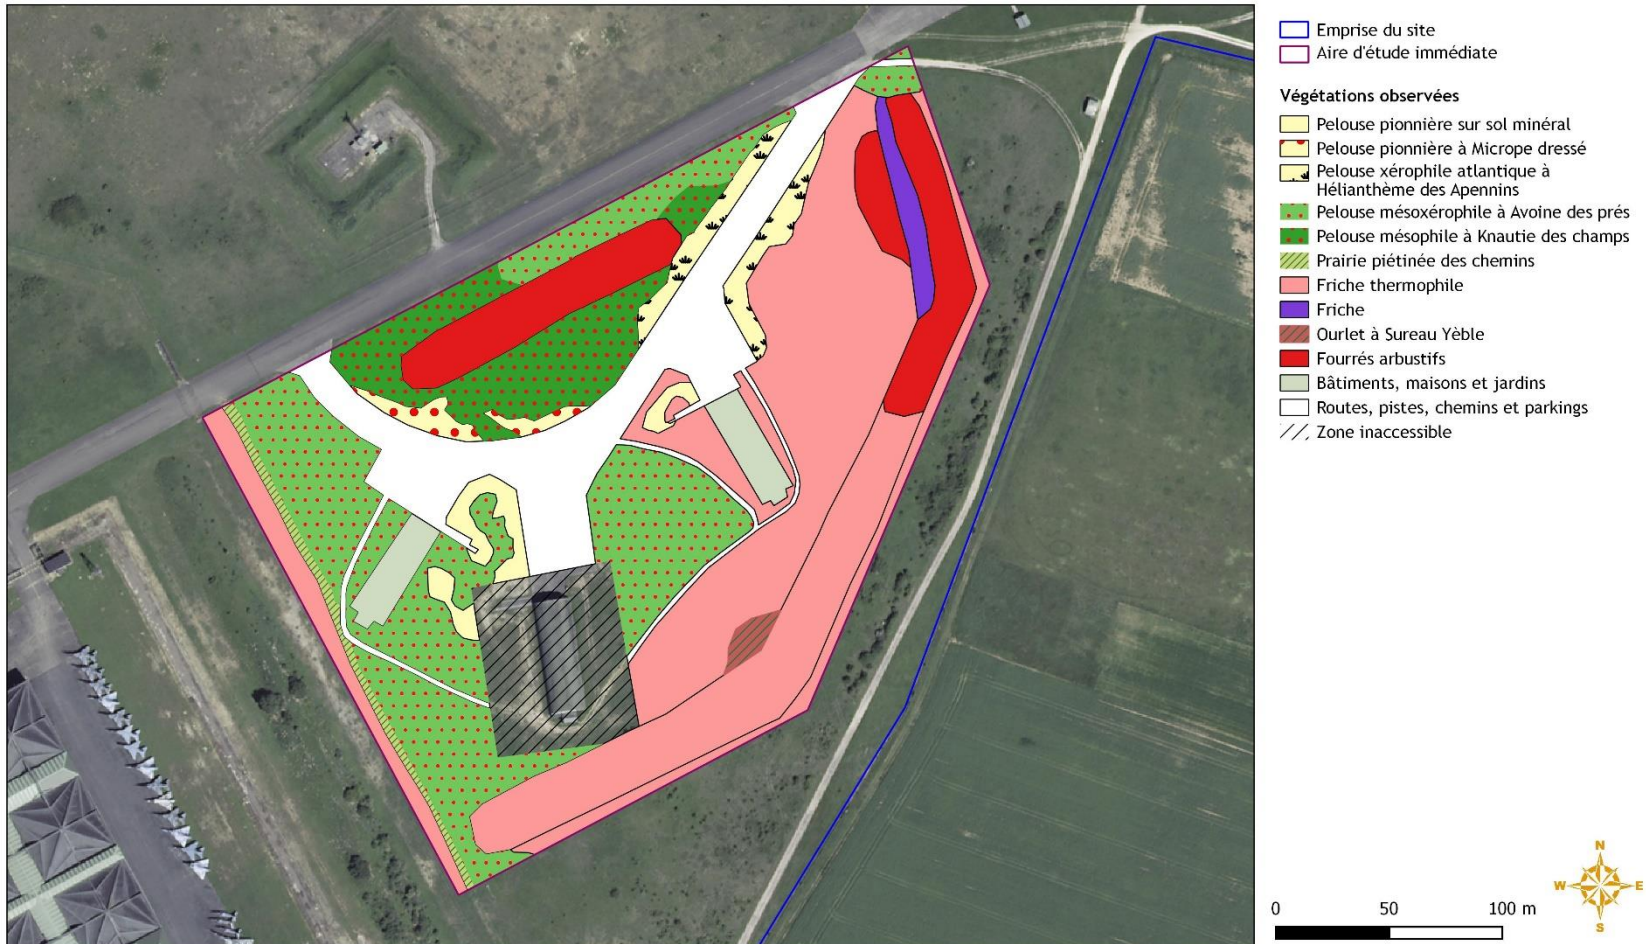 Emprise du site
Aire d'étude immédiate
Végétations observées
Pelouse pionnière sur sol minéral
Pelouse pionnière à Micrope dressé
Pelouse xérophile atlantique à
Hélianthème des Apennins
Pelouse mésoxérophile à Avoine des prés
Pelouse mésophile à Knautie des champs
Prairie piétinée des chemins
Friche thermophile
Friche
Ourlet à Sureau Yèble
Fourrés arbustifs
Bâtiments, maisons et jardins
Routes, pistes, chemins et parkings
Zone inaccessible
N
W E
S
0 50 100 m